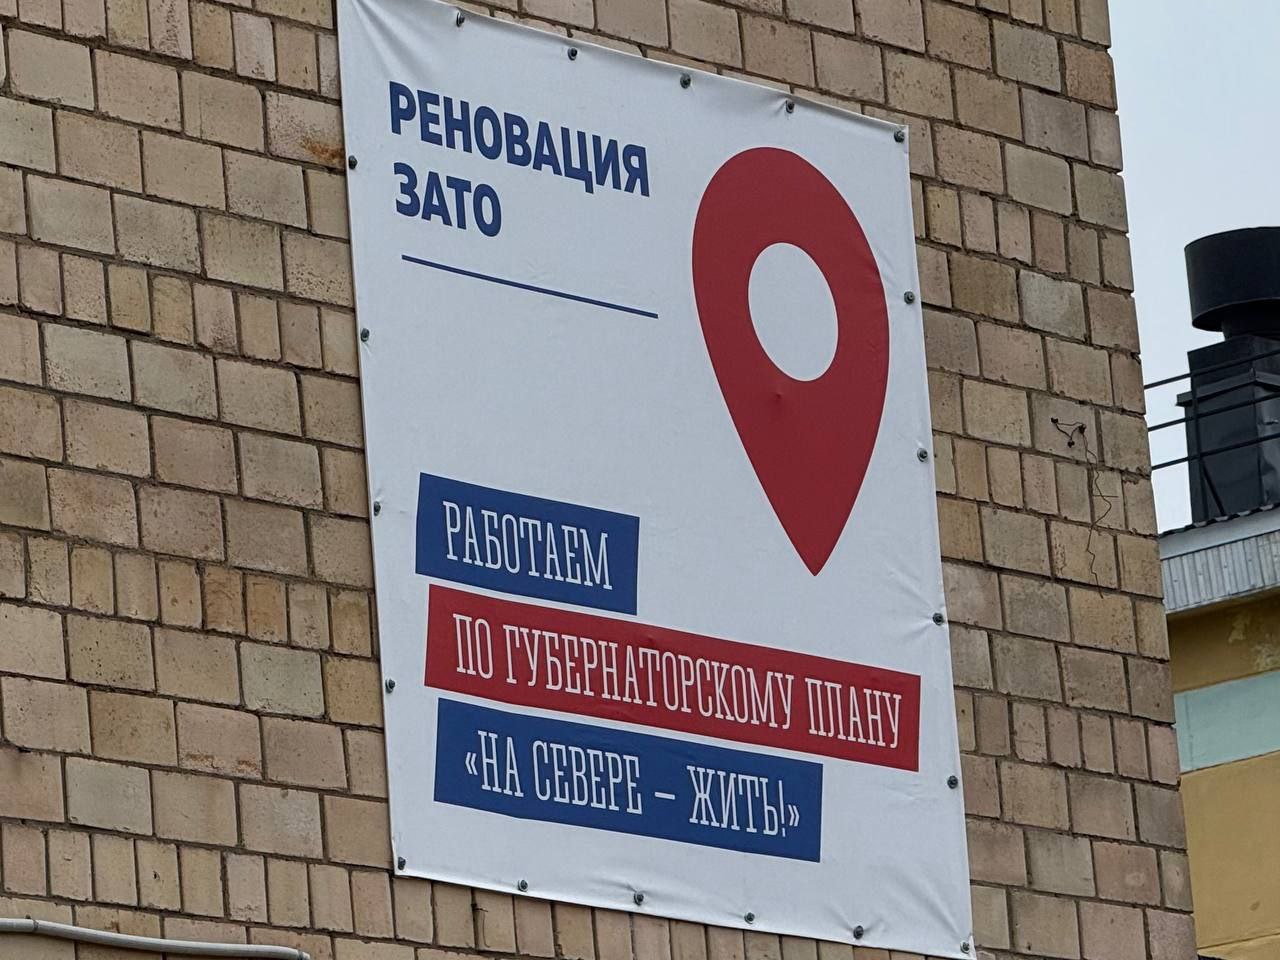 РЕНОВАЦИЯ
ЗАТО
РАБОТАЕМ
ПО ГУБЕРНАТОРСКОМУ ПЛАНУ
«НА СЕВЕРЕ – ЖИТЬ!»